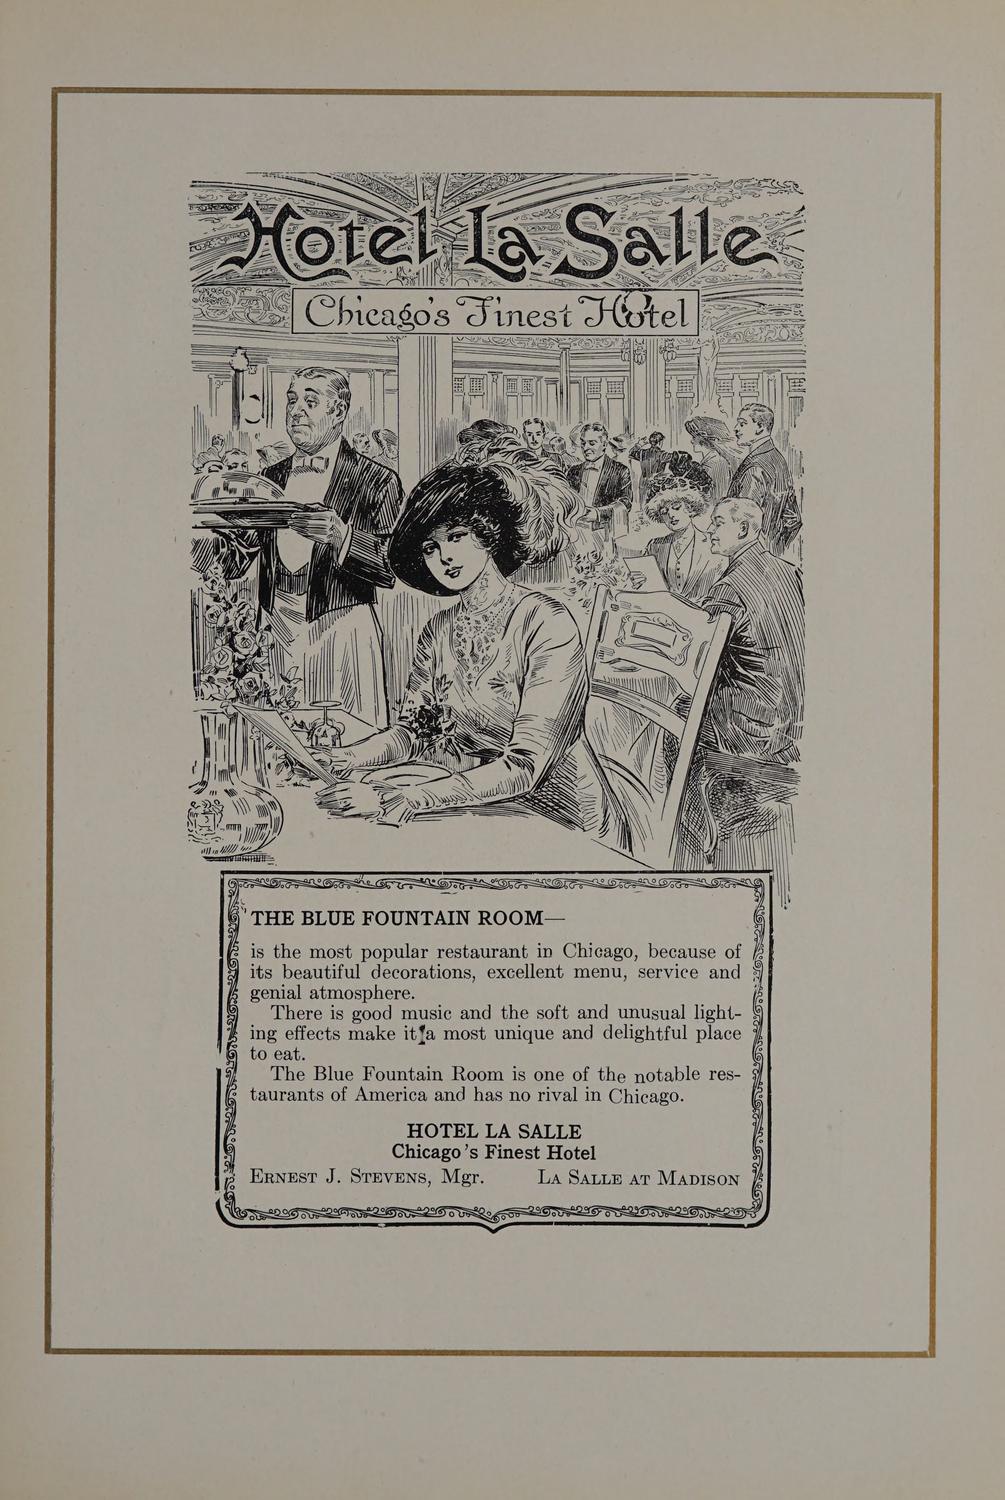 Hotel La Salle
Chicago's Finest Hotel
THE BLUE FOUNTAIN ROOM—
is the most popular restaurant in Chicago, because of
its beautiful decorations, excellent menu, service and
genial atmosphere.
There is good music and the soft and unusual light-
ing effects make it a most unique and delightful place
to eat.
The Blue Fountain Room is one of the notable res-
taurants of America and has no rival in Chicago.
HOTEL LA SALLE
Chicago's Finest Hotel
ERNEST J. STEVENS, Mgr. LA SALLE AT MADISON